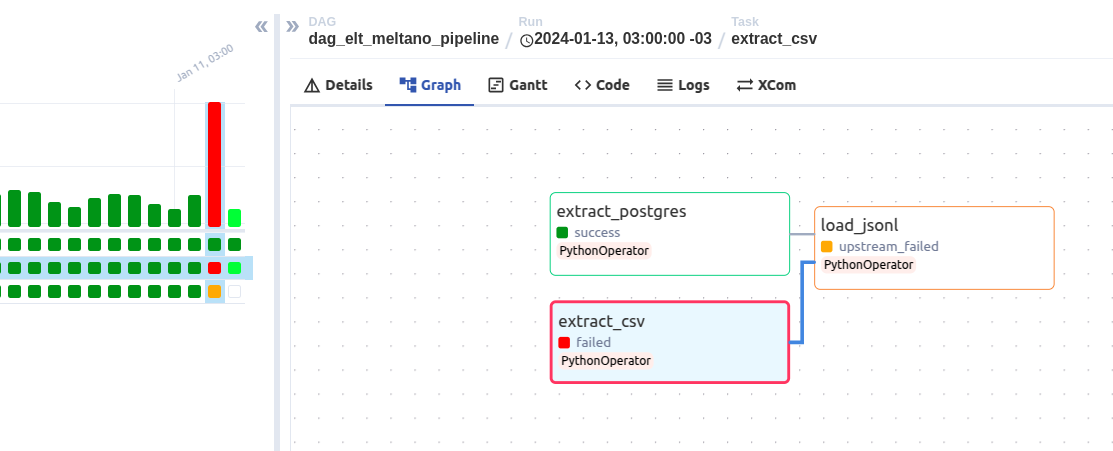 Jan 11, 03:00
« »
DAG Run Task
dag_elt_meltano_pipeline / 2024-01-13, 03:00:00 -03 / extract_csv
Details Graph Gantt <> Code Logs XCom
extract_postgres
success
PythonOperator
load_jsonl
upstream_failed
PythonOperator
extract_csv
failed
PythonOperator